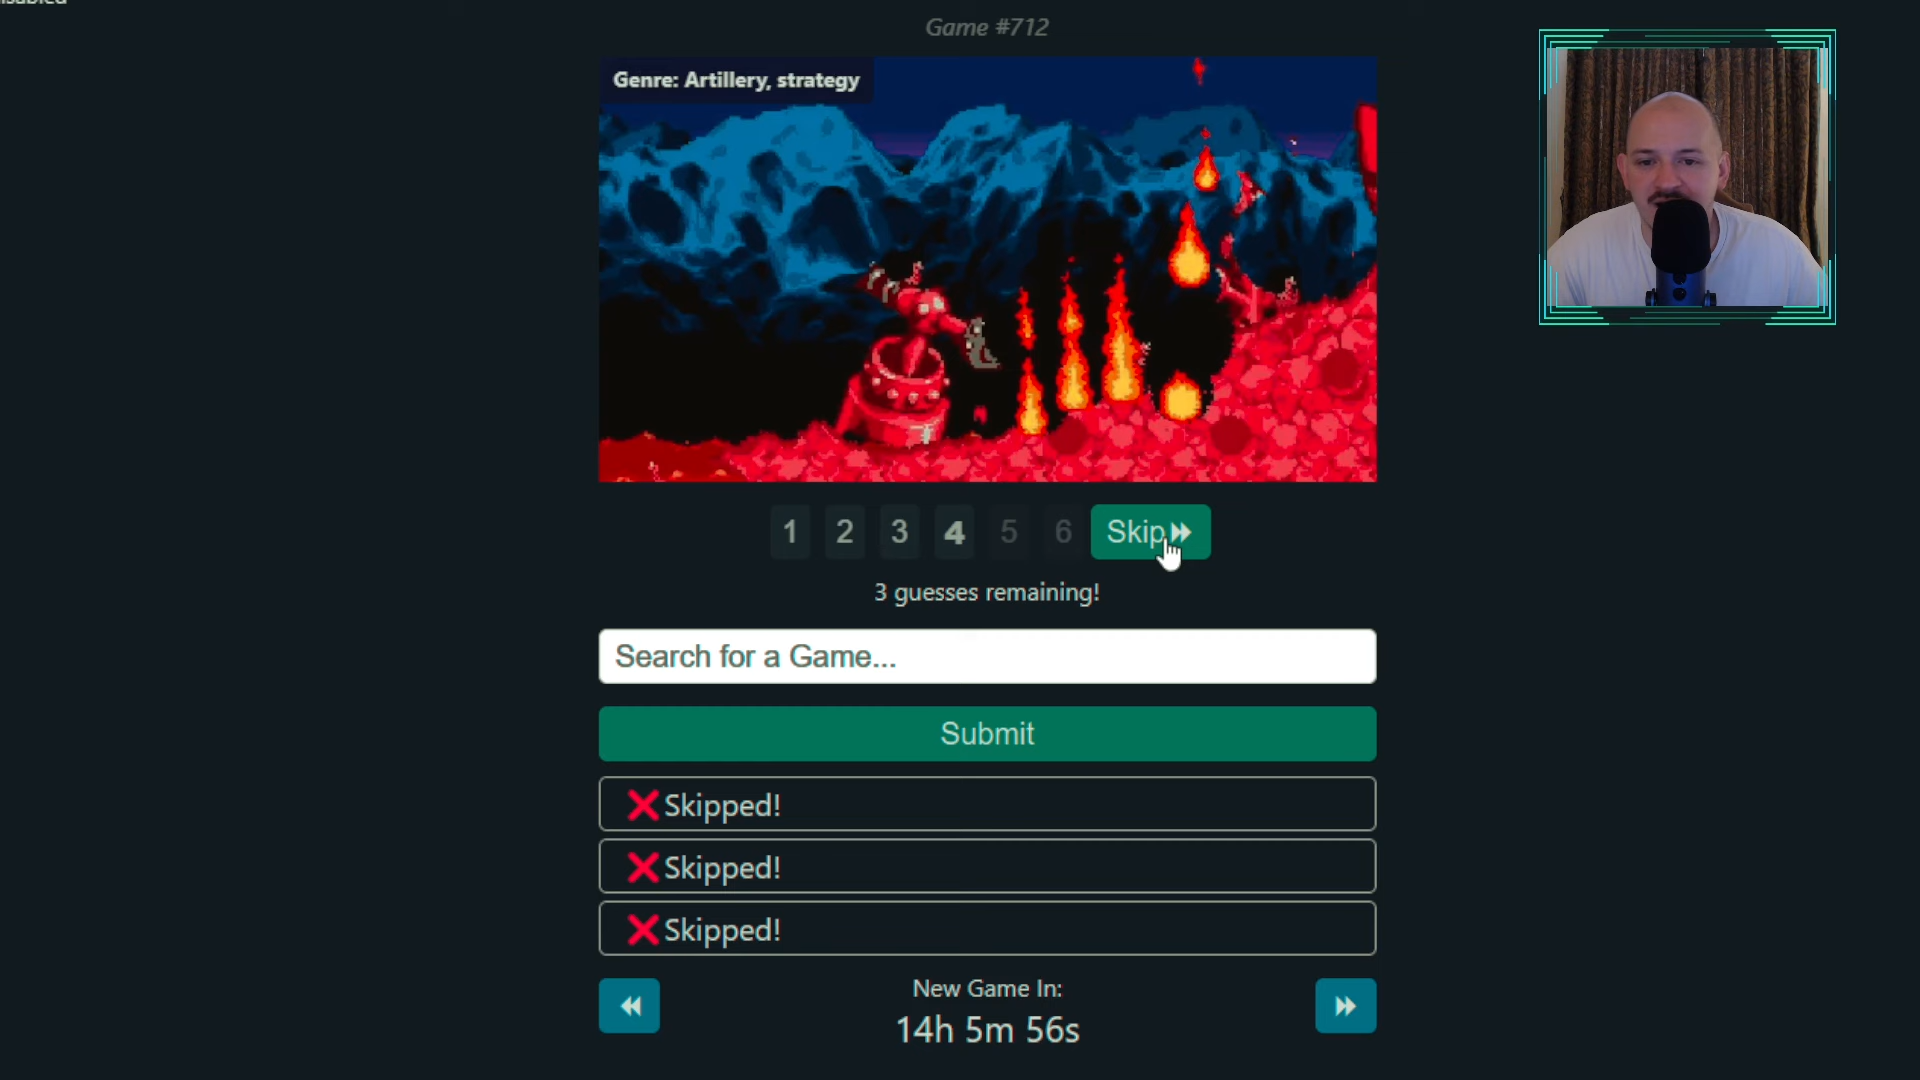 Game #712
Genre: Artillery, strategy
1 2 3 4 5 6 Skip
3 guesses remaining!
Search for a Game...
Submit
Skipped!
Skipped!
Skipped!
New Game In:
14h 5m 56s